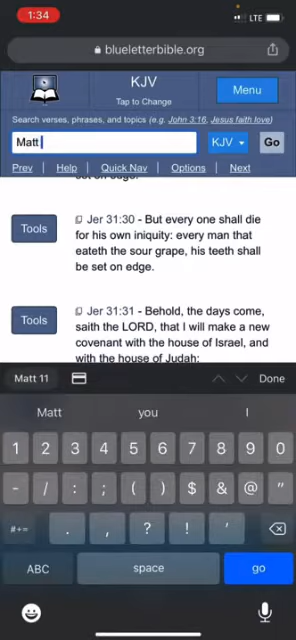 1:34
LTE
blueletterbible.org
KJV
Tap to Change
Menu
Search verses, phrases, and topics (e.g. John 3:16, Jesus faith love)
Matt
KJV
Go
Prev
Help
Quick Nav
Options
Next
set on edge.
Tools
Jer 31:30 - But every one shall die
for his own iniquity: every man that
eateth the sour grape, his teeth shall
be set on edge.
Tools
Jer 31:31 - Behold, the days come,
saith the LORD, that I will make a new
covenant with the house of Israel, and
with the house of Judah:
Matt 11
Done
Matt
you
I
1 2 3 4 5 6 7 8 9 0
- / : ; ( ) $ & @ "
#+= . , ? ! '
ABC
space
go